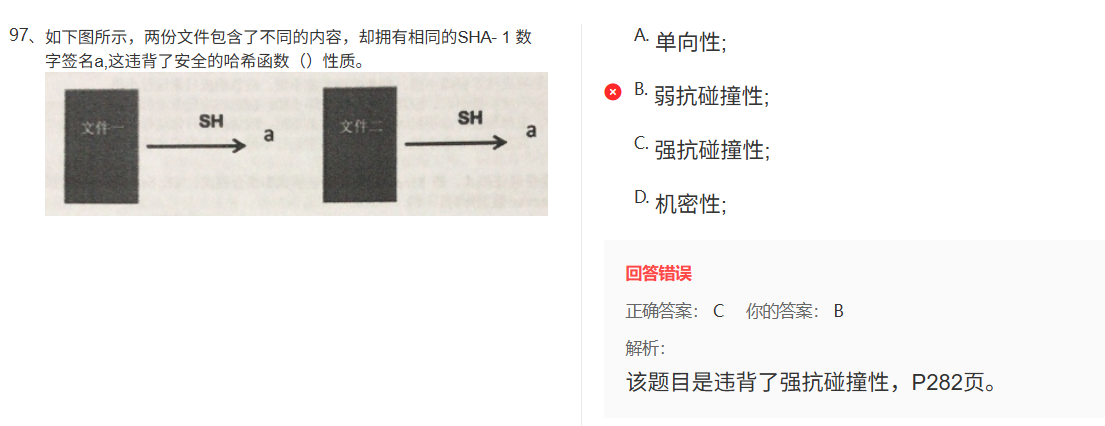 97、如下图所示，两份文件包含了不同的内容，却拥有相同的SHA- 1 数
字签名a,这违背了安全的哈希函数（）性质。
文件一
SH
a
文件二
SH
a
A. 单向性;
B. 弱抗碰撞性;
C. 强抗碰撞性;
D. 机密性;
回答错误
正确答案： C 你的答案： B
解析：
该题目是违背了强抗碰撞性，P282页。